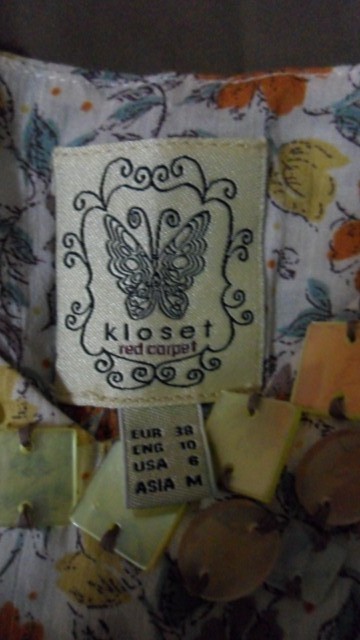 kloset
red carpet
EUR 38
ENG 10
USA 6
ASIA M